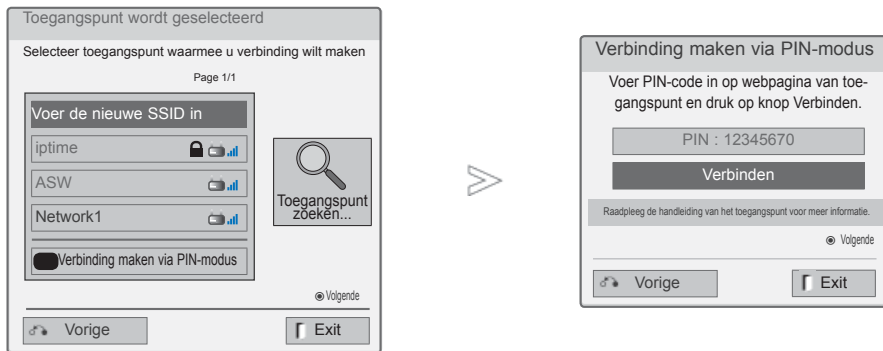 Toegangspunt wordt geselecteerd
Selecteer toegangspunt waarmee u verbinding wilt maken
Page 1/1
Voer de nieuwe SSID in
iptime
ASW
Network1
Verbinding maken via PIN-modus
Toegangspunt
zoeken...
Volgende
Vorige
Exit
Verbinding maken via PIN-modus
Voer PIN-code in op webpagina van toe-
gangspunt en druk op knop Verbinden.
PIN : 12345670
Verbinden
Raadpleeg de handleiding van het toegangspunt voor meer informatie.
Volgende
Vorige
Exit